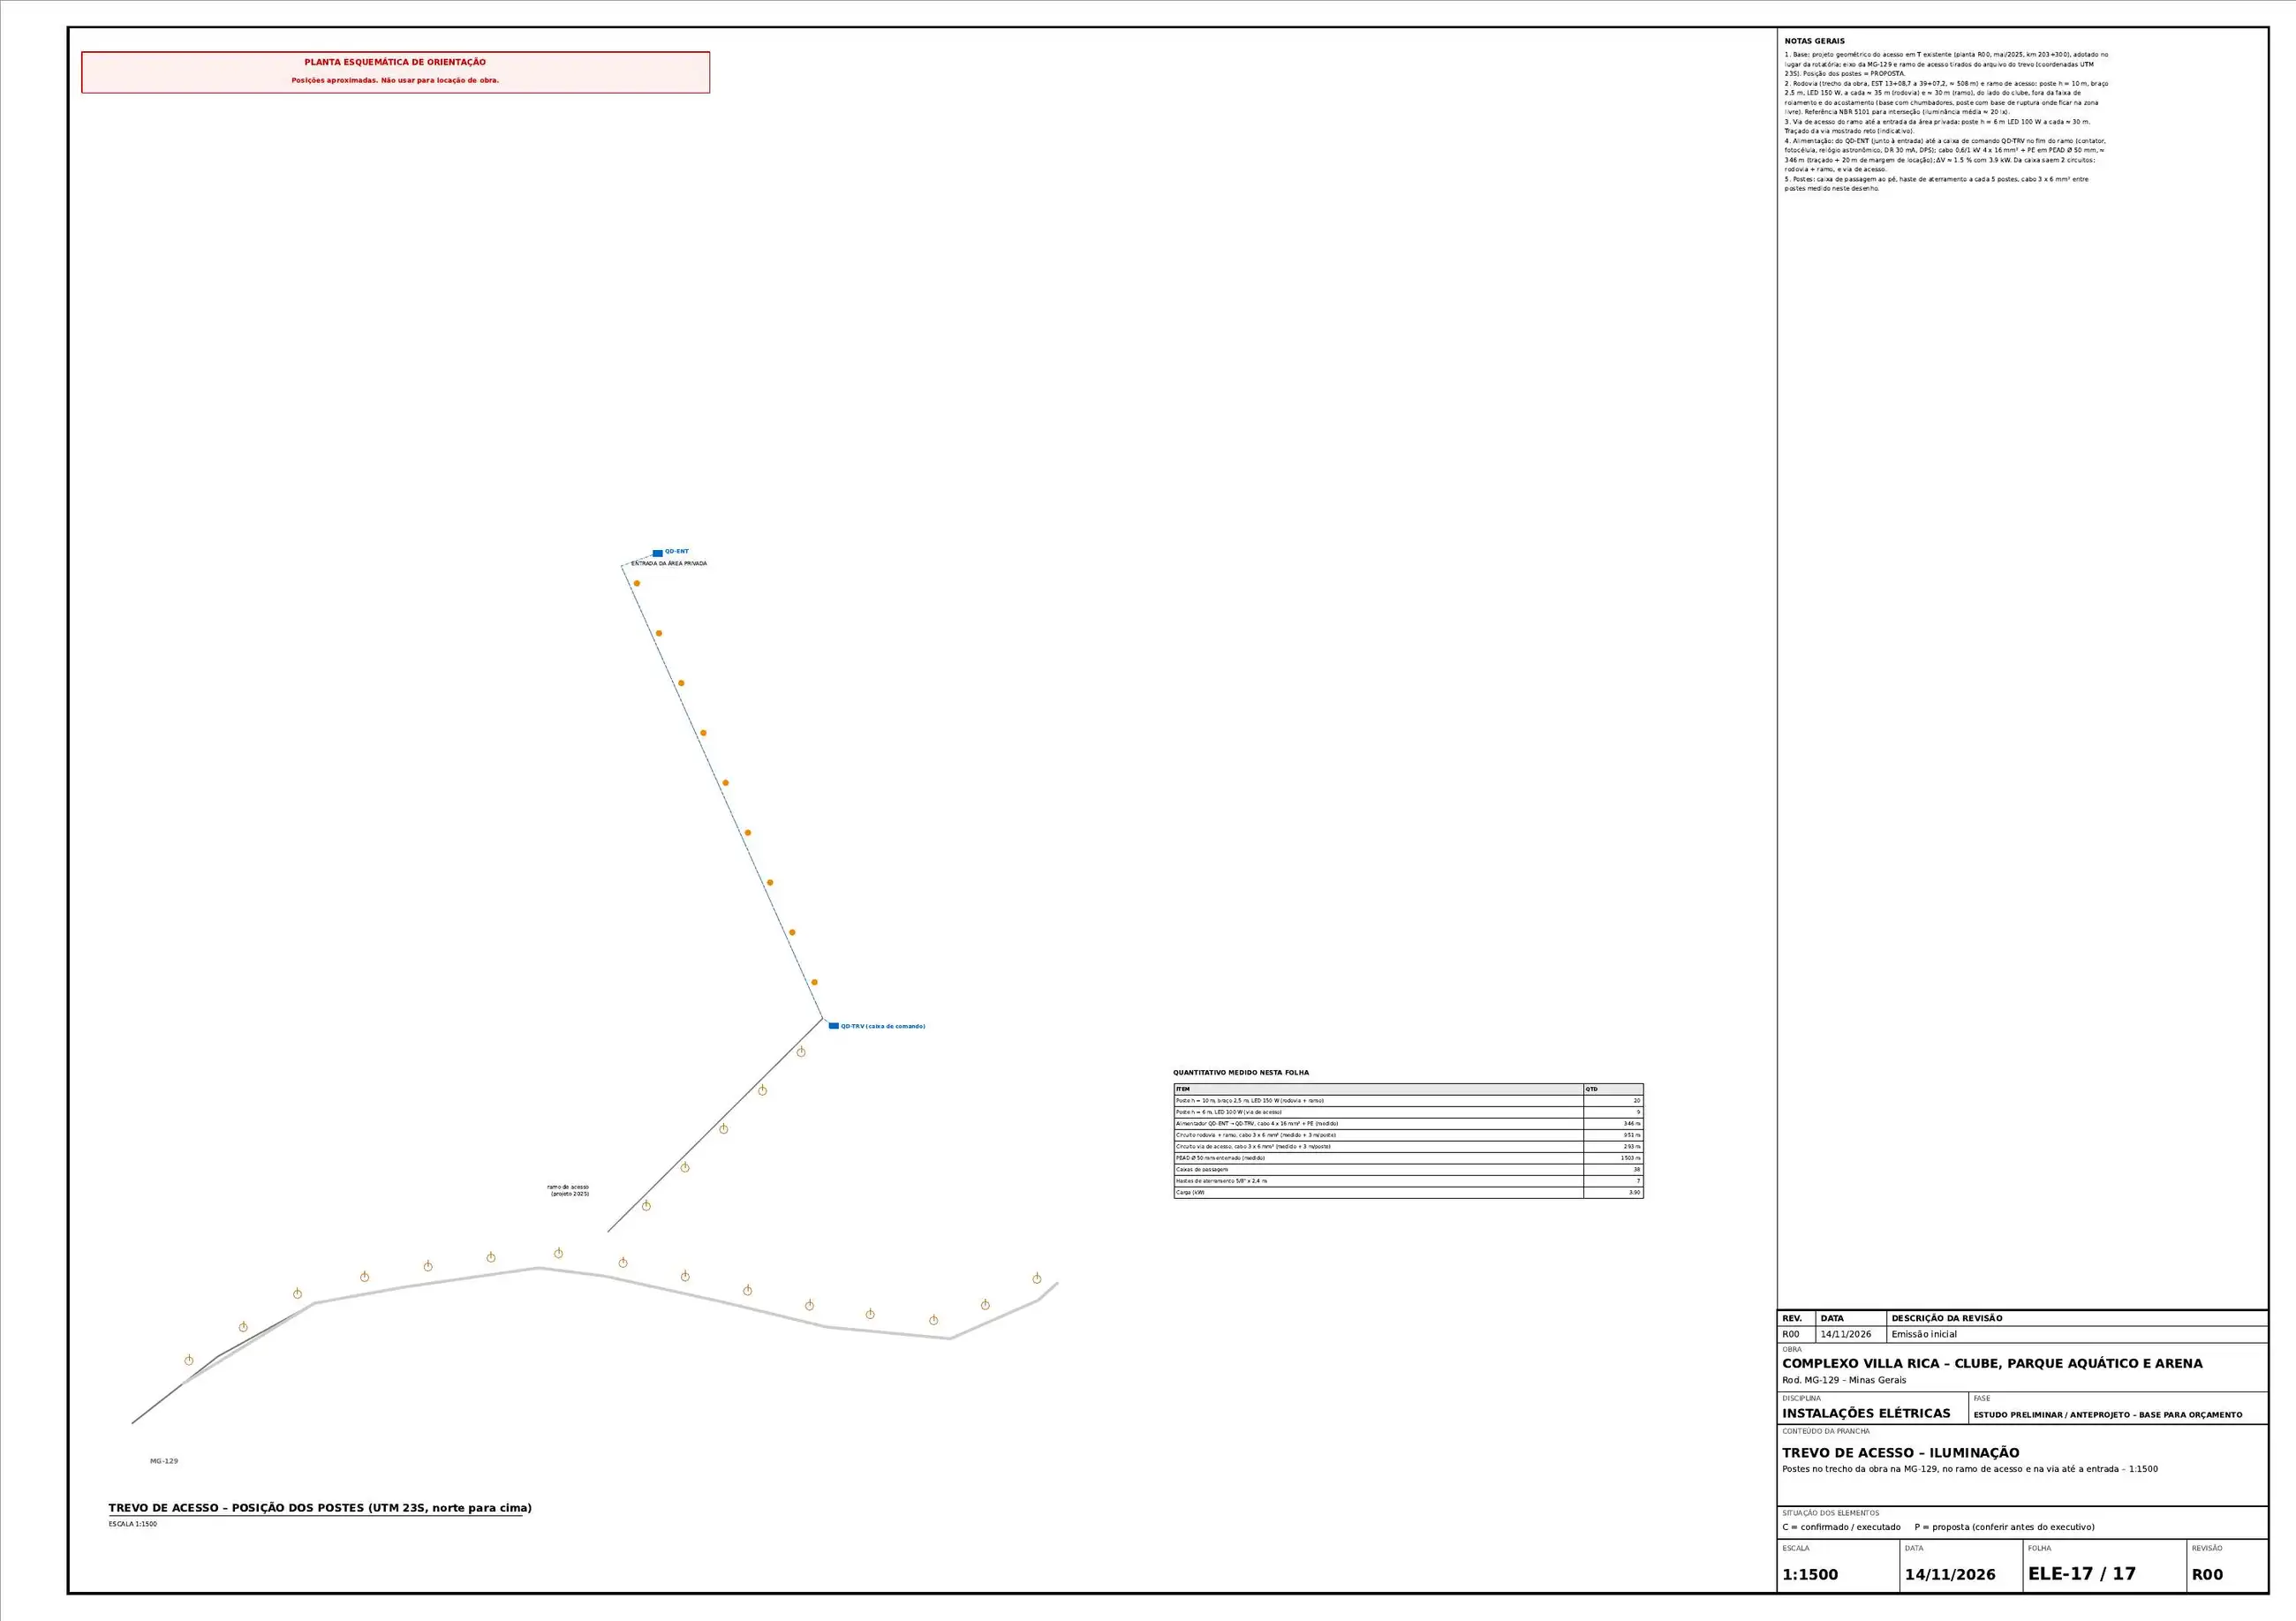 PLANTA ESQUEMÁTICA DE ORIENTAÇÃO
Posições aproximadas. Não usar para locação de obra.
QD-ENT
ENTRADA DA ÁREA PRIVADA
QD-TRV (caixa de comando)
ramo de acesso
(projeto 2025)
MG-129
TREVO DE ACESSO – POSIÇÃO DOS POSTES (UTM 23S, norte para cima)
ESCALA 1:1500
QUANTITATIVO MEDIDO NESTA FOLHA
ITEM QTD
Poste h = 10 m, braço 2,5 m, LED 150 W (rodovia + ramo) 20
Poste h = 6 m, LED 100 W (via de acesso) 9
Alimentador QD-ENT → QD-TRV, cabo 4 x 16 mm² + PE (medido) 346 m
Circuito rodovia + ramo, cabo 3 x 6 mm² (medido + 3 m/poste) 951 m
Circuito via de acesso, cabo 3 x 6 mm² (medido + 3 m/poste) 293 m
PEAD Ø 50 mm enterrado (medido) 1503 m
Caixas de passagem 38
Hastes de aterramento 5/8" x 2,4 m 7
Carga (kW) 3.90
NOTAS GERAIS
1. Base: projeto geométrico do acesso em T existente (planta R00, mai/2025, km 203+300), adotado no
lugar da rotatória; eixo da MG-129 e ramo de acesso tirados do arquivo do trevo (coordenadas UTM
23S). Posição dos postes = PROPOSTA.
2. Rodovia (trecho da obra, EST 13+08,7 a 39+07,2, ≈ 508 m) e ramo de acesso: poste h = 10 m, braço
2,5 m, LED 150 W, a cada ≈ 35 m (rodovia) e ≈ 30 m (ramo), do lado do clube, fora da faixa de
rolamento e do acostamento (base com chumbadores, poste com base de ruptura onde ficar na zona
livre). Referência NBR 5101 para interseção (iluminância média ≈ 20 lx).
3. Via de acesso do ramo até a entrada da área privada: poste h = 6 m LED 100 W a cada ≈ 30 m.
Traçado da via mostrado reto (indicativo).
4. Alimentação: do QD-ENT (junto à entrada) até a caixa de comando QD-TRV no fim do ramo (contator,
fotocélula, relógio astronômico, DR 30 mA, DPS); cabo 0,6/1 kV 4 x 16 mm² + PE em PEAD Ø 50 mm, ≈
346 m (traçado + 20 m de margem de locação); ΔV ≈ 1.5 % com 3.9 kW. Da caixa saem 2 circuitos:
rodovia + ramo, e via de acesso.
5. Postes: caixa de passagem ao pé, haste de aterramento a cada 5 postes, cabo 3 x 6 mm² entre
postes medido neste desenho.
REV. DATA DESCRIÇÃO DA REVISÃO
R00 14/11/2026 Emissão inicial
OBRA
COMPLEXO VILLA RICA – CLUBE, PARQUE AQUÁTICO E ARENA
Rod. MG-129 – Minas Gerais
DISCIPLINA FASE
INSTALAÇÕES ELÉTRICAS ESTUDO PRELIMINAR / ANTEPROJETO – BASE PARA ORÇAMENTO
CONTEÚDO DA PRANCHA
TREVO DE ACESSO – ILUMINAÇÃO
Postes no trecho da obra na MG-129, no ramo de acesso e na via até a entrada – 1:1500
SITUAÇÃO DOS ELEMENTOS
C = confirmado / executado P = proposta (conferir antes do executivo)
ESCALA DATA FOLHA REVISÃO
1:1500 14/11/2026 ELE-17 / 17 R00